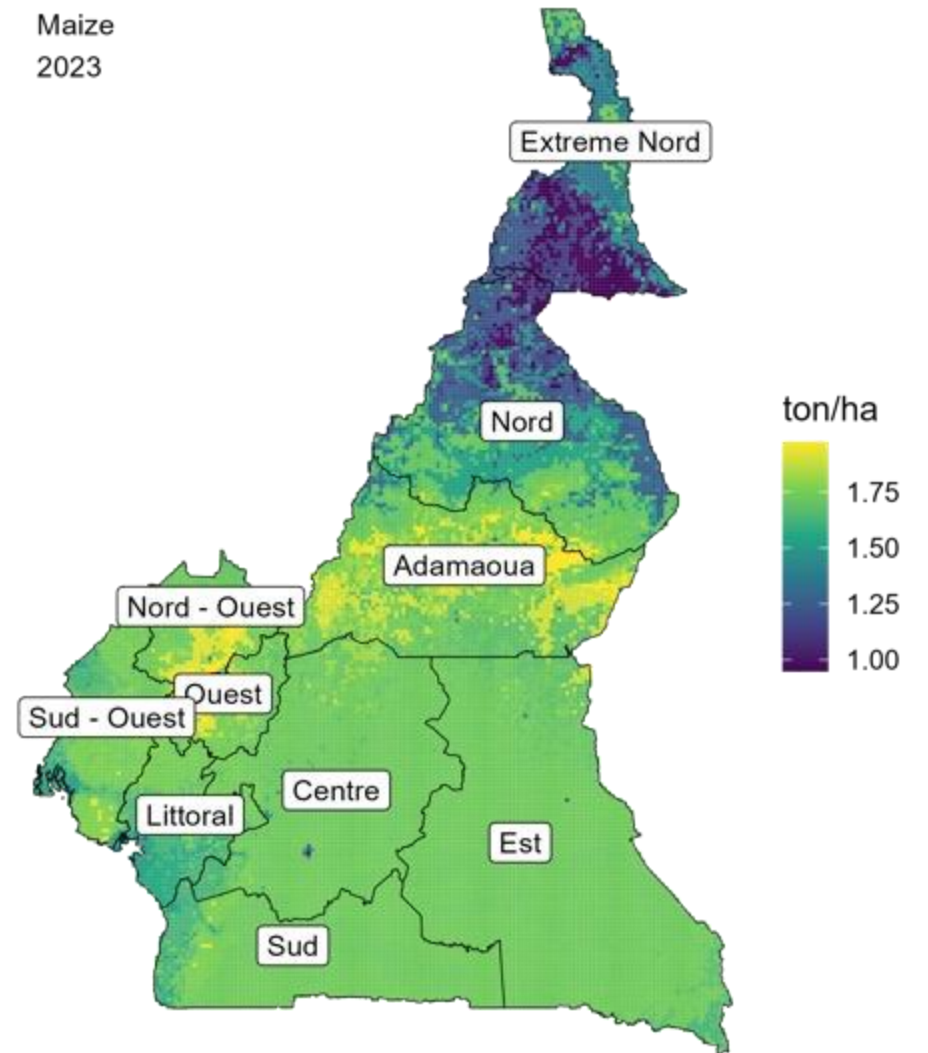 Maize
2023
Extreme Nord
Nord
Adamaoua
Nord - Ouest
Ouest
Sud - Ouest
Centre
Littoral
Est
Sud
ton/ha
1.75
1.50
1.25
1.00